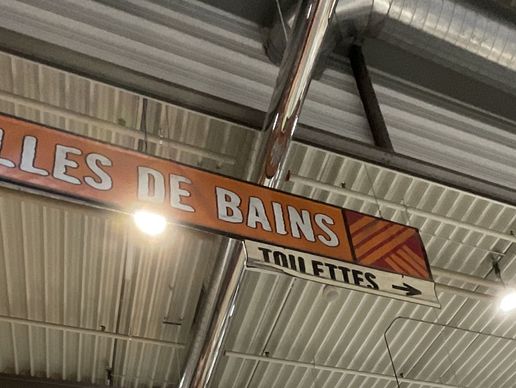 LLES DE BAINS
TOILETTES →